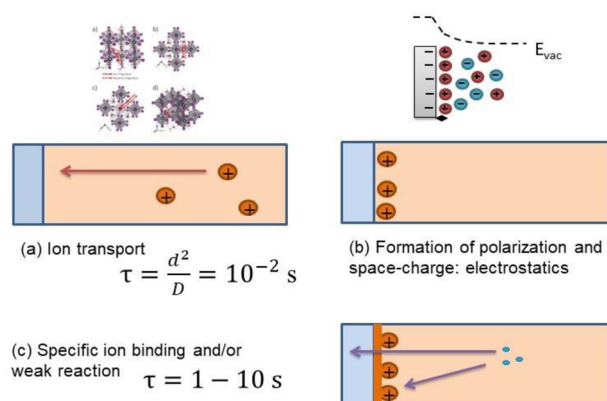 a)
b)
c)
d)
E_vac
(a) Ion transport
τ = d²/D = 10⁻² s
(b) Formation of polarization and
space-charge: electrostatics
(c) Specific ion binding and/or
weak reaction
τ = 1 − 10 s